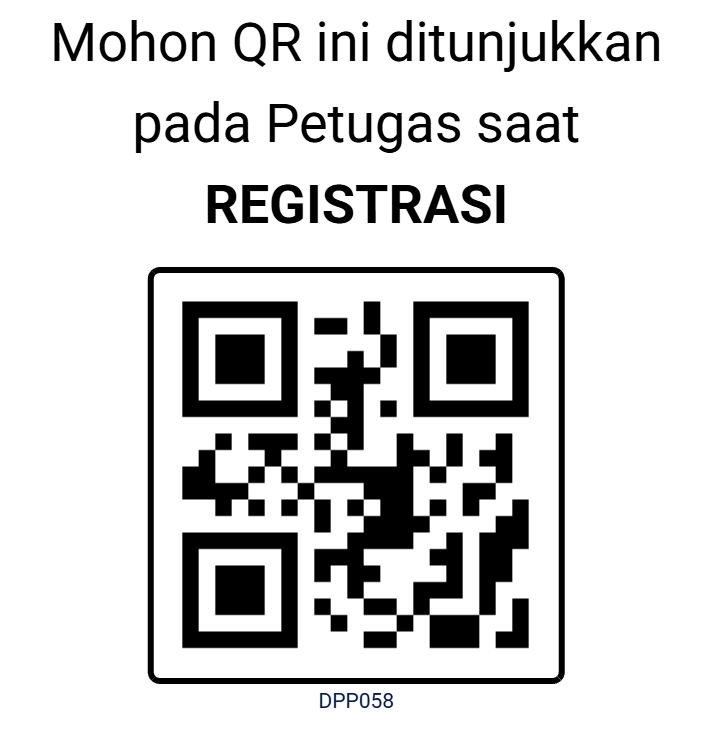 Mohon QR ini ditunjukkan
pada Petugas saat
REGISTRASI
DPP058